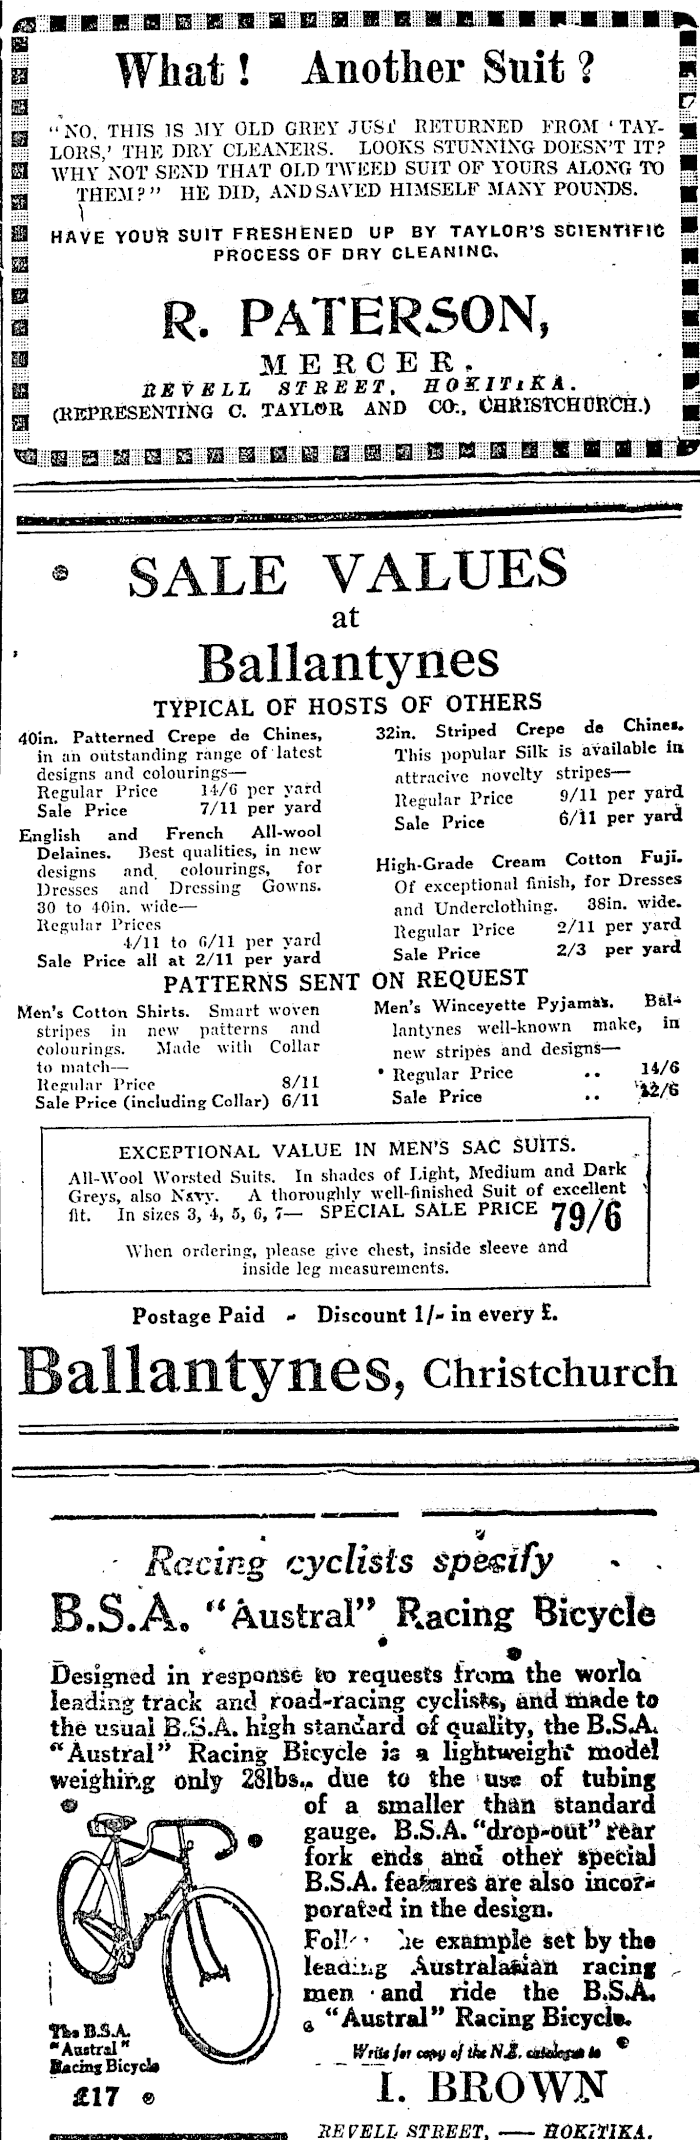 What! Another Suit?
"NO, THIS IS MY OLD GREY JUST RETURNED FROM 'TAY-
LORS,' THE DRY CLEANERS. LOOKS STUNNING DOESN'T IT?
WHY NOT SEND THAT OLD TWEED SUIT OF YOURS ALONG TO
THEM?" HE DID, AND SAVED HIMSELF MANY POUNDS.
HAVE YOUR SUIT FRESHENED UP BY TAYLOR'S SCIENTIFIC
PROCESS OF DRY CLEANING.
R. PATERSON,
MERCER.
REVELL STREET, HOKITIKA.
(REPRESENTING C. TAYLOR AND CO., CHRISTCHURCH.)
SALE VALUES
at
Ballantynes
TYPICAL OF HOSTS OF OTHERS
40in. Patterned Crepe de Chines,
in an outstanding range of latest
designs and colourings—
Regular Price 14/6 per yard
Sale Price 7/11 per yard
English and French All-wool
Delaines. Best qualities, in new
designs and colourings, for
Dresses and Dressing Gowns.
30 to 40in. wide—
Regular Prices
4/11 to 6/11 per yard
Sale Price all at 2/11 per yard
32in. Striped Crepe de Chines.
This popular Silk is available in
attracive novelty stripes—
Regular Price 9/11 per yard
Sale Price 6/11 per yard
High-Grade Cream Cotton Fuji.
Of exceptional finish, for Dresses
and Underclothing. 38in. wide.
Regular Price 2/11 per yard
Sale Price 2/3 per yard
PATTERNS SENT ON REQUEST
Men's Cotton Shirts. Smart woven
stripes in new patterns and
colourings. Made with Collar
to match—
Regular Price 8/11
Sale Price (including Collar) 6/11
Men's Winceyette Pyjamas. Bal-
lantynes well-known make, in
new stripes and designs—
Regular Price .. 14/6
Sale Price .. 12/6
EXCEPTIONAL VALUE IN MEN'S SAC SUITS.
All-Wool Worsted Suits. In shades of Light, Medium and Dark
Greys, also Navy. A thoroughly well-finished Suit of excellent
fit. In sizes 3, 4, 5, 6, 7— SPECIAL SALE PRICE 79/6
When ordering, please give chest, inside sleeve and
inside leg measurements.
Postage Paid - Discount 1/- in every £.
Ballantynes, Christchurch
Racing cyclists specify
B.S.A. "Austral" Racing Bicycle
Designed in response to requests from the world
leading track and road-racing cyclists, and made to
the usual B.S.A. high standard of quality, the B.S.A.
"Austral" Racing Bicycle is a lightweight model
weighing only 28lbs., due to the use of tubing
of a smaller than standard
gauge. B.S.A. "drop-out" rear
fork ends and other special
B.S.A. features are also incor-
porated in the design.
example set by the
leading Australasian racing
men and ride the B.S.A.
"Austral" Racing Bicycle.
The B.S.A.
"Austral"
Racing Bicycle
£17
Write for copy of the N.Z. catalogue to
I. BROWN
REVELL STREET, — HOKITIKA.